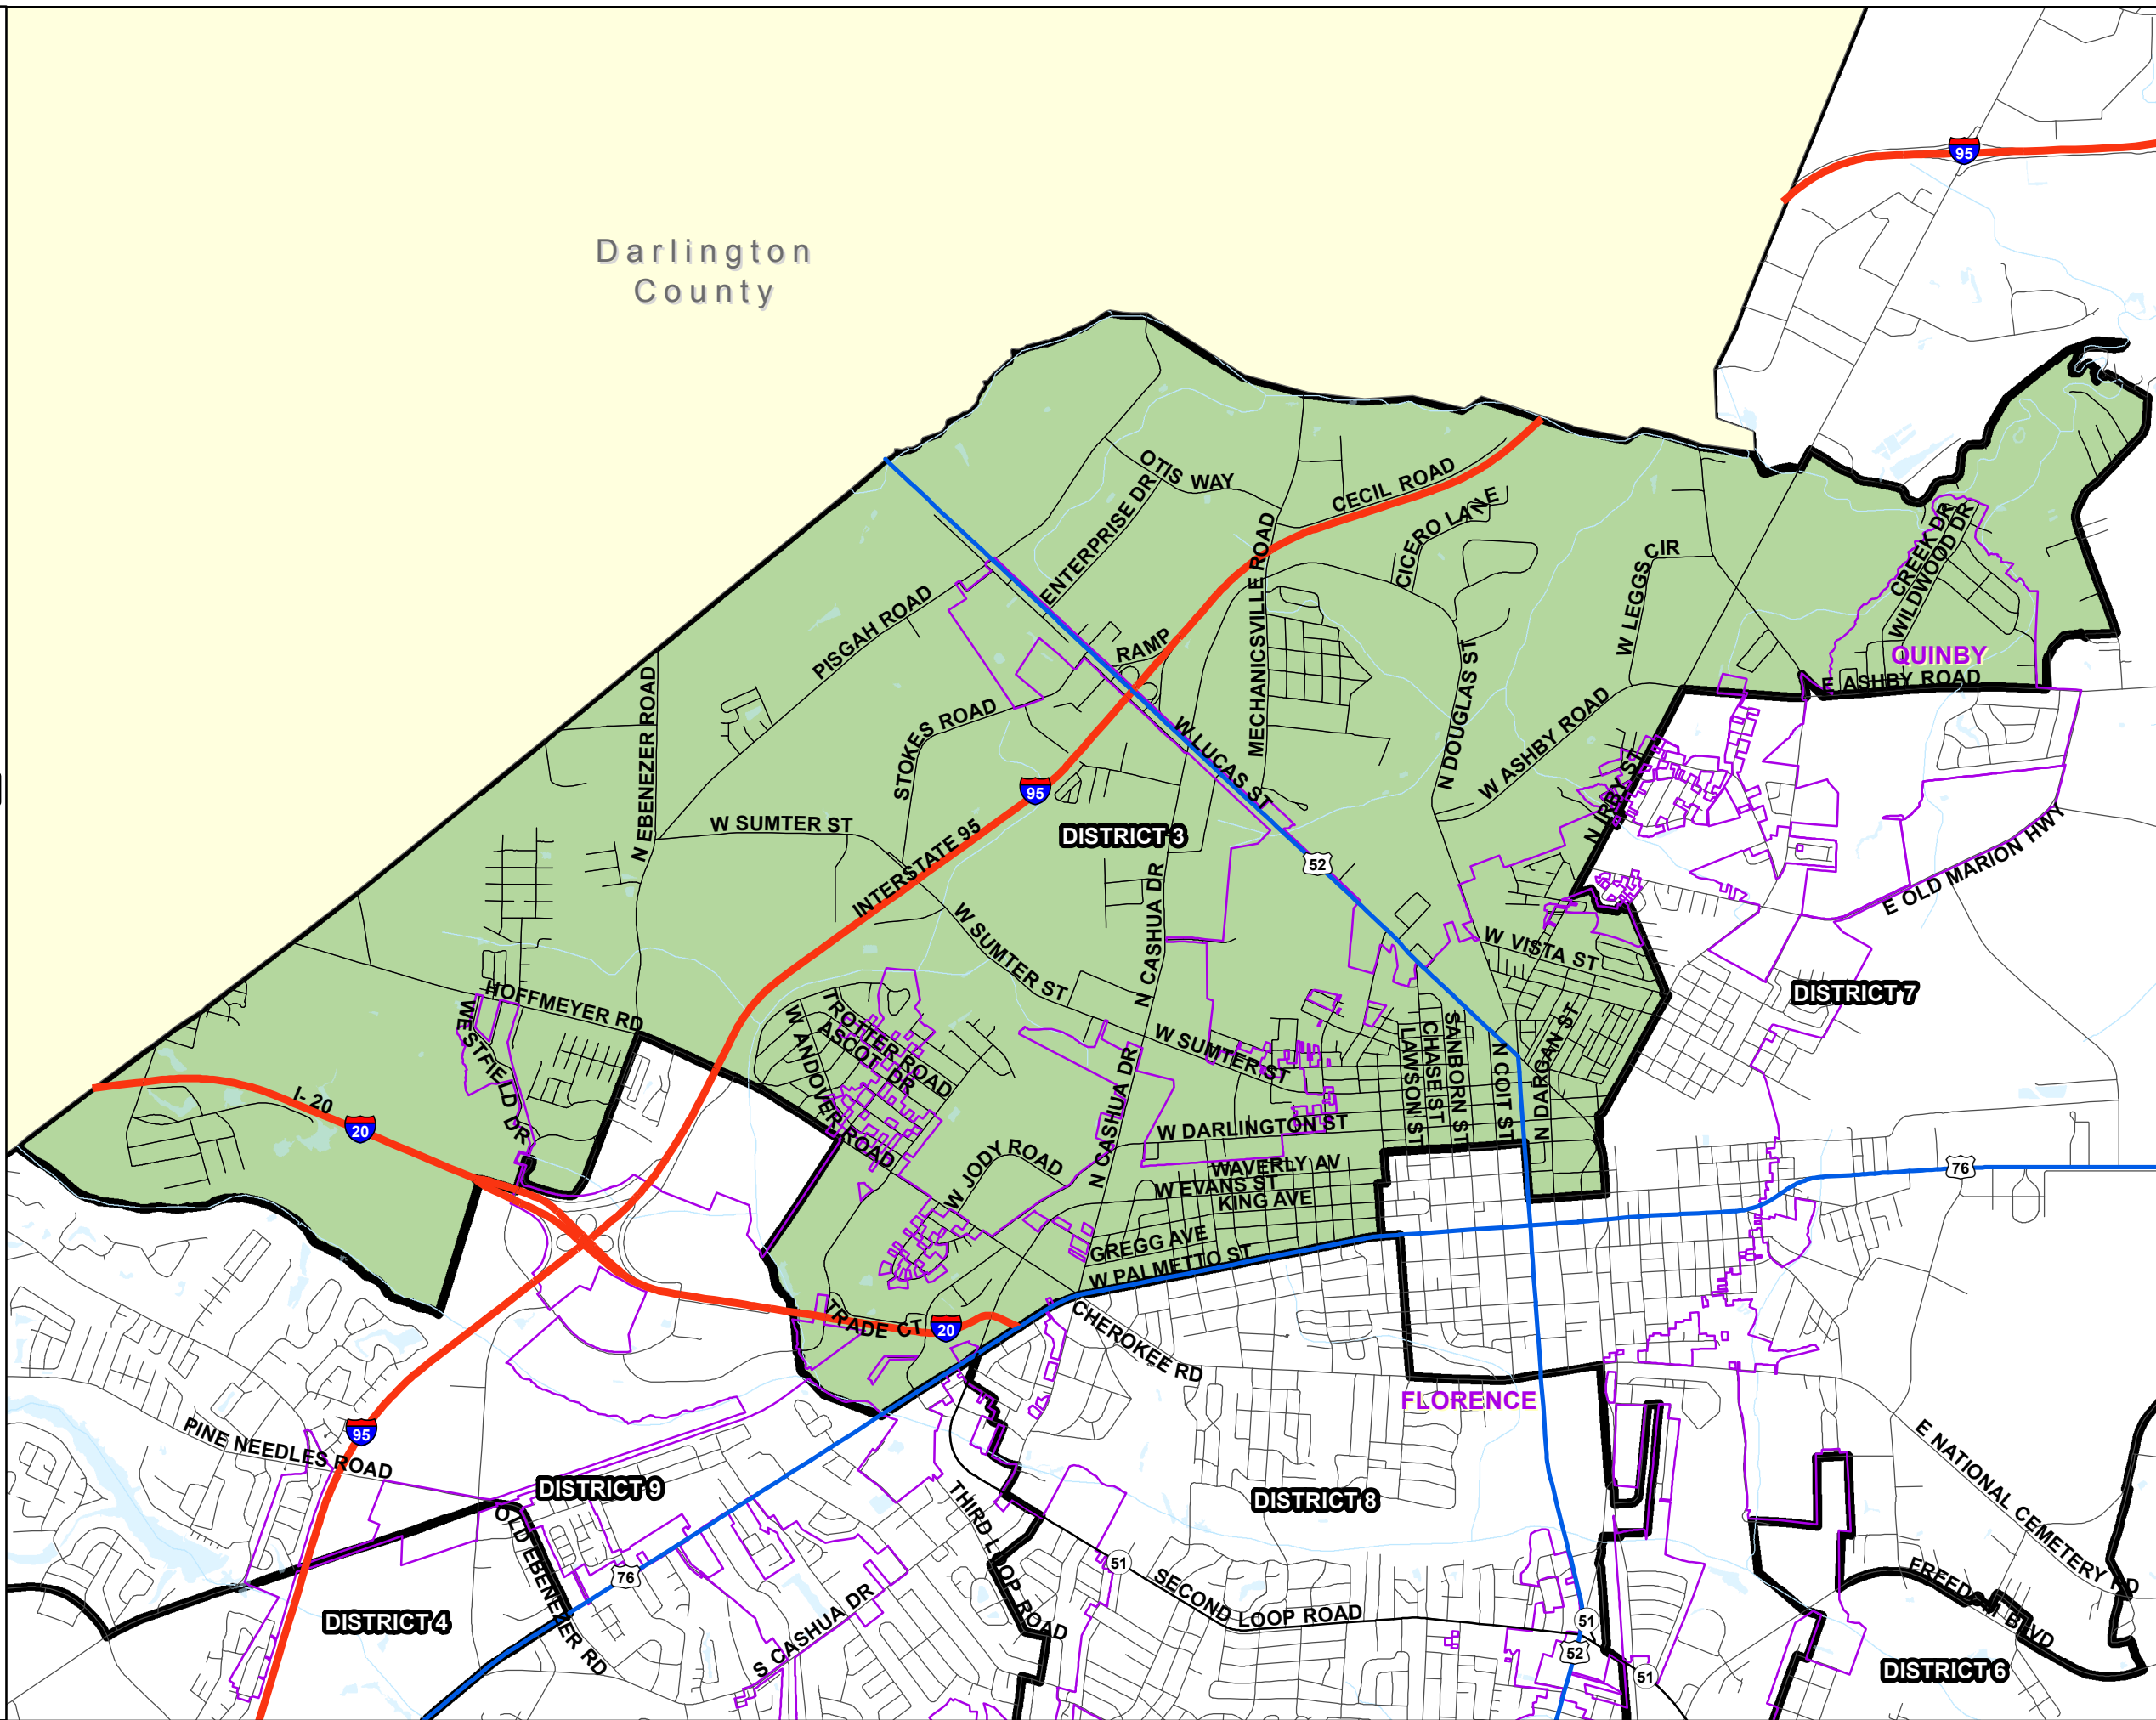 95
Darlington
County
OTIS WAY
CECIL ROAD
ENTERPRISE DR
CICERO LANE
MECHANICSVILLE ROAD
W LEGGS CIR
CREEK DR
WILDWOOD DR
QUINBY
E ASHBY ROAD
PISGAH ROAD
RAMP
N EBENEZER ROAD
STOKES ROAD
W LUCAS ST
N DOUGLAS ST
W ASHBY ROAD
N IRBY ST
95
W SUMTER ST
INTERSTATE 95
DISTRICT 3
52
E OLD MARION HWY
N CASHUA DR
W SUMTER ST
W VISTA ST
DISTRICT 7
HOFFMEYER RD
WESTFIELD DR
TROTTER ROAD
ASCOT DR
W ANDOVER ROAD
W SUMTER ST
LAWSON ST
CHASE ST
SANBORN ST
N COIT ST
N DARGAN ST
I- 20
20
N CASHUA DR
W DARLINGTON ST
W JODY ROAD
WAVERLY AV
W EVANS ST
KING AVE
76
GREGG AVE
W PALMETTO ST
TRADE CT
20
CHEROKEE RD
FLORENCE
95
PINE NEEDLES ROAD
DISTRICT 9
DISTRICT 8
E NATIONAL CEMETERY RD
OLD EBENEZER RD
THIRD LOOP ROAD
76
51
SECOND LOOP ROAD
FREEDOM BLVD
DISTRICT 4
S CASHUA DR
51
52
51
DISTRICT 6